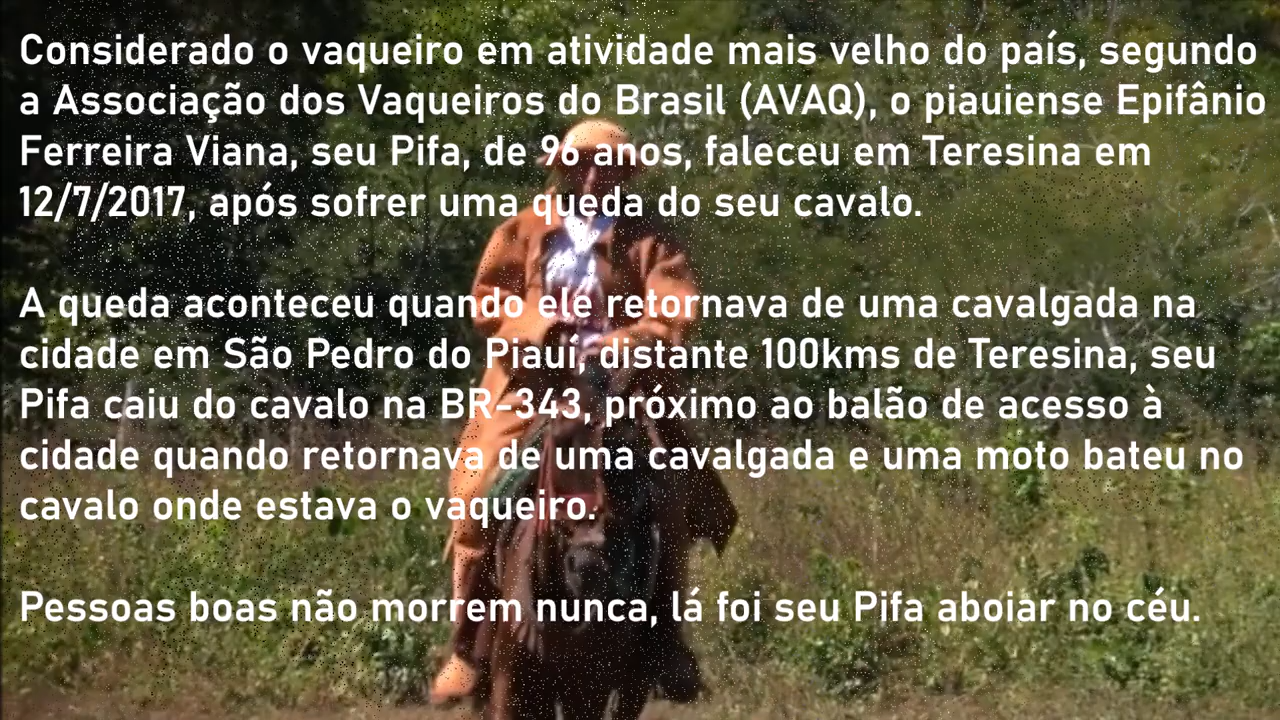 Considerado o vaqueiro em atividade mais velho do país, segundo
a Associação dos Vaqueiros do Brasil (AVAQ), o piauiense Epifânio
Ferreira Viana, seu Pifa, de 96 anos, faleceu em Teresina em
12/7/2017, após sofrer uma queda do seu cavalo.
A queda aconteceu quando ele retornava de uma cavalgada na
cidade em São Pedro do Piauí, distante 100kms de Teresina, seu
Pifa caiu do cavalo na BR-343, próximo ao balão de acesso à
cidade quando retornava de uma cavalgada e uma moto bateu no
cavalo onde estava o vaqueiro.
Pessoas boas não morrem nunca, lá foi seu Pifa aboiar no céu.